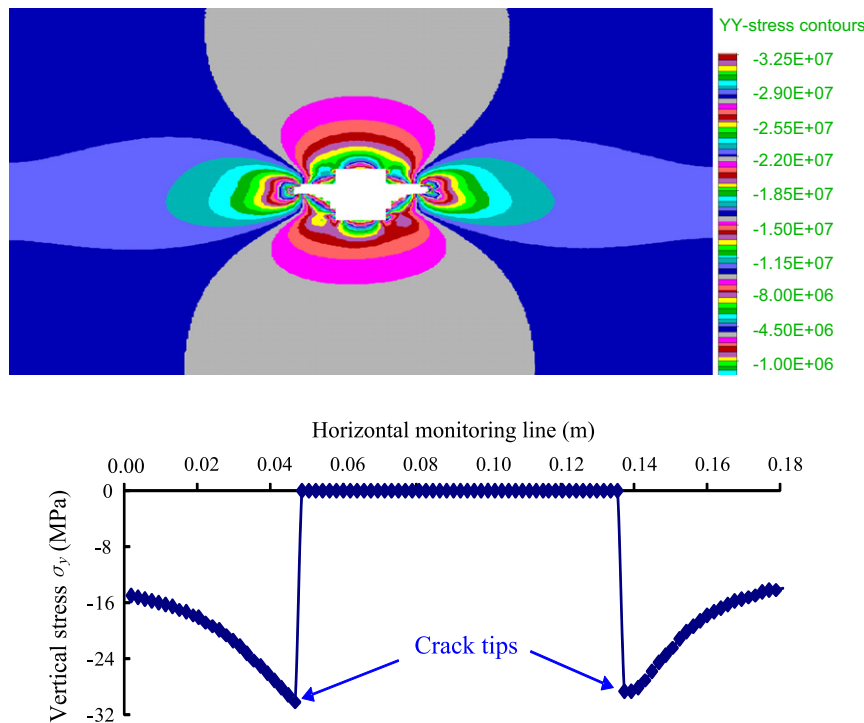 YY-stress contours
-3.25E+07
-2.90E+07
-2.55E+07
-2.20E+07
-1.85E+07
-1.50E+07
-1.15E+07
-8.00E+06
-4.50E+06
-1.00E+06
Horizontal monitoring line (m)
0.00 0.02 0.04 0.06 0.08 0.10 0.12 0.14 0.16 0.18
Vertical stress σy (MPa)
0
-8
-16
-24
-32
Crack tips